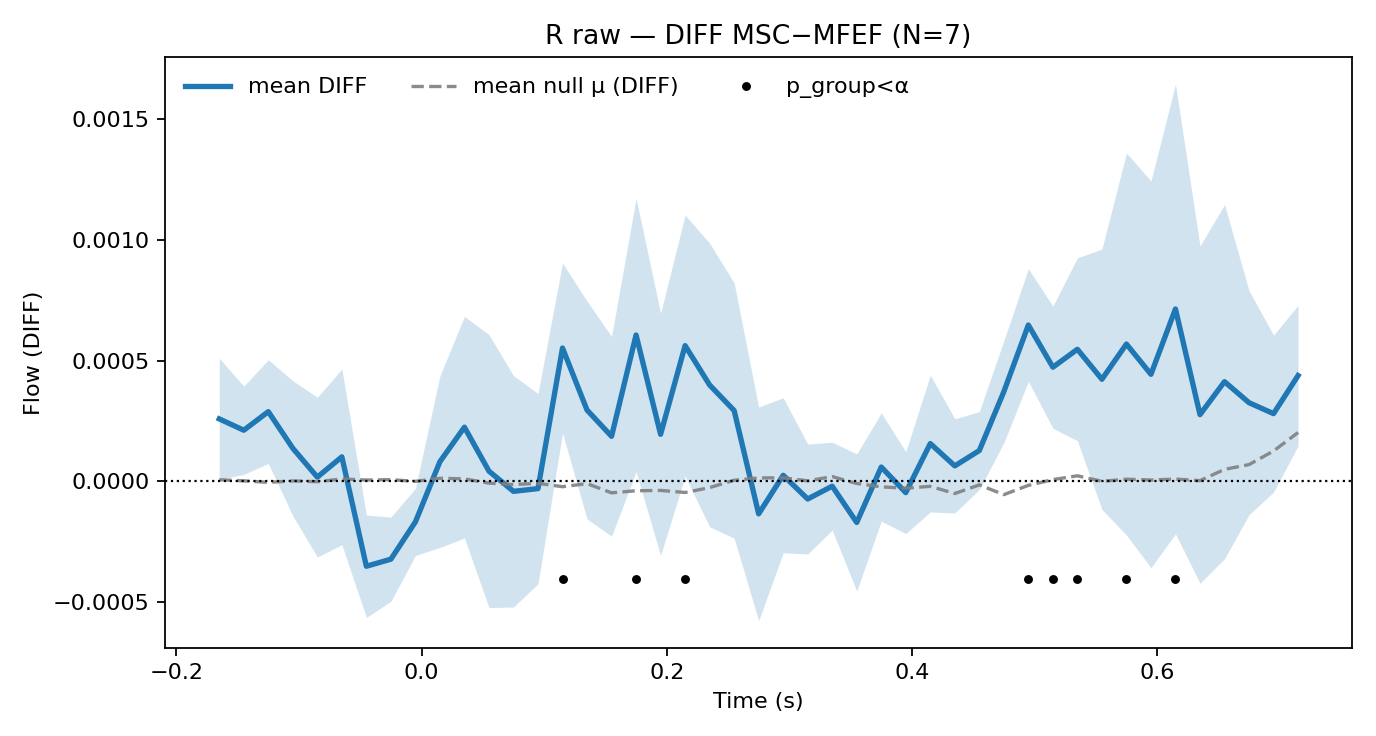 R raw — DIFF MSC−MFEF (N=7)
mean DIFF
mean null μ (DIFF)
p_group<α
Flow (DIFF)
0.0015
0.0010
0.0005
0.0000
−0.0005
−0.2
0.0
0.2
0.4
0.6
Time (s)